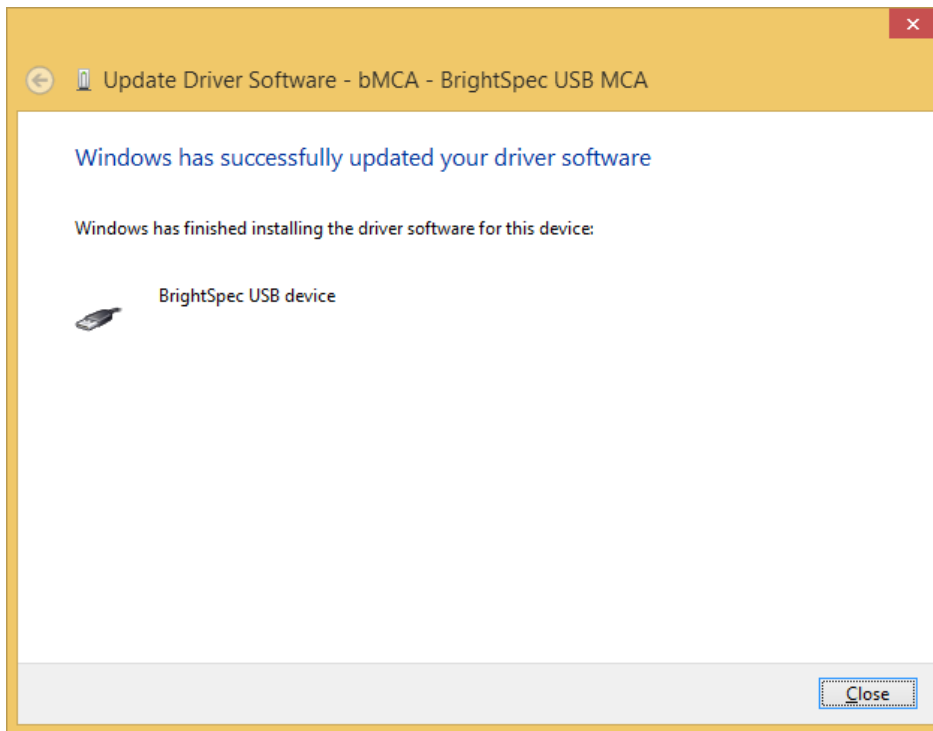 Update Driver Software - bMCA - BrightSpec USB MCA
Windows has successfully updated your driver software
Windows has finished installing the driver software for this device:
BrightSpec USB device
Close